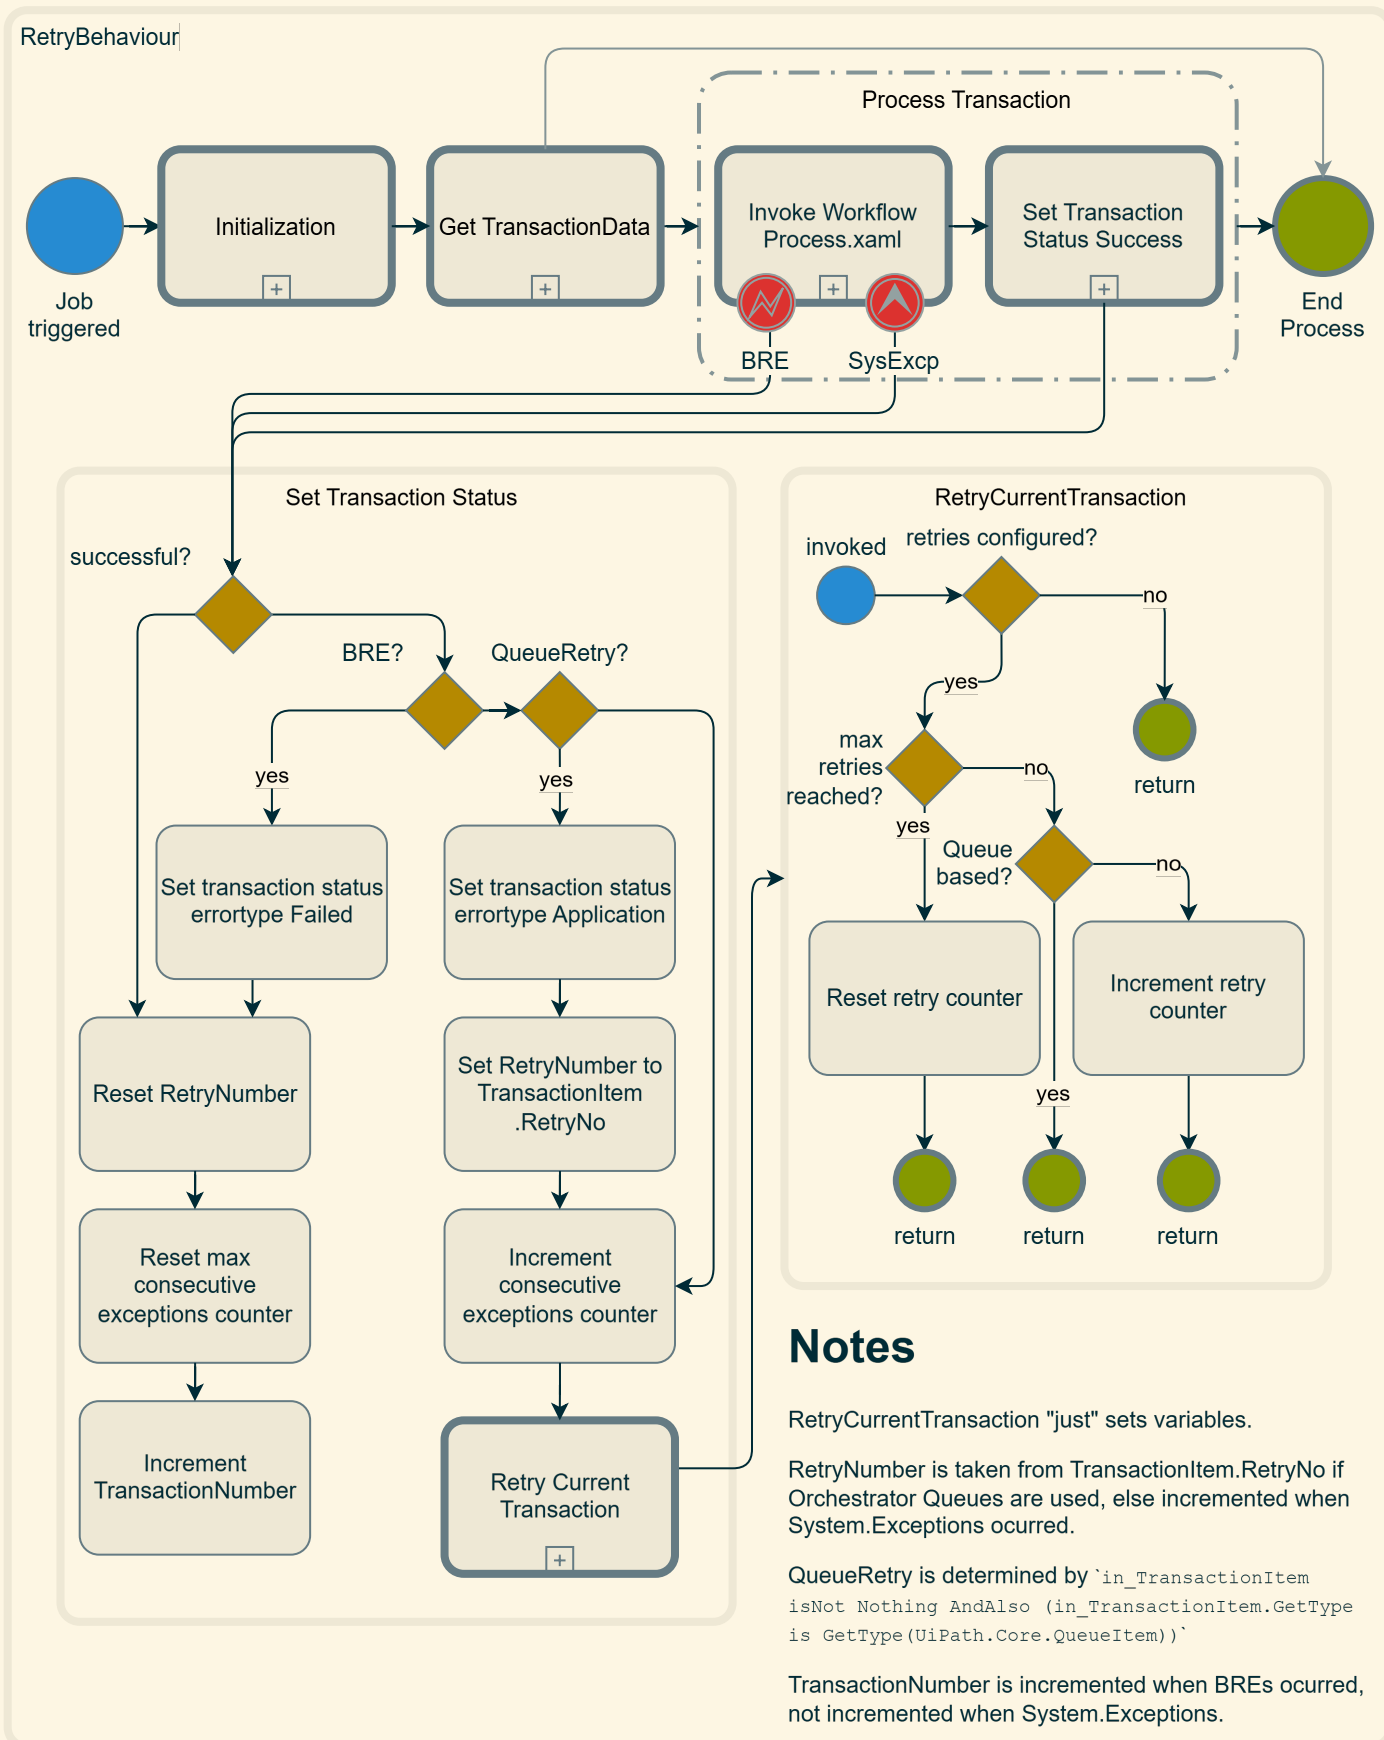 RetryBehaviour
Process Transaction
Initialization
Get TransactionData
Invoke Workflow
Process.xaml
Set Transaction
Status Success
Job
triggered
End
Process
BRE
SysExcp
Set Transaction Status
successful?
BRE?
QueueRetry?
yes
yes
Set transaction status
errortype Failed
Set transaction status
errortype Application
Reset RetryNumber
Set RetryNumber to
TransactionItem
.RetryNo
Reset max
consecutive
exceptions counter
Increment
consecutive
exceptions counter
Increment
TransactionNumber
Retry Current
Transaction
RetryCurrentTransaction
invoked
retries configured?
no
yes
return
max
retries
reached?
no
yes
Queue
based?
no
Reset retry counter
Increment retry
counter
yes
return
return
return
Notes
RetryCurrentTransaction "just" sets variables.
RetryNumber is taken from TransactionItem.RetryNo if
Orchestrator Queues are used, else incremented when
System.Exceptions ocurred.
QueueRetry is determined by `in_TransactionItem
isNot Nothing AndAlso (in_TransactionItem.GetType
is GetType(UiPath.Core.QueueItem))`
TransactionNumber is incremented when BREs ocurred,
not incremented when System.Exceptions.